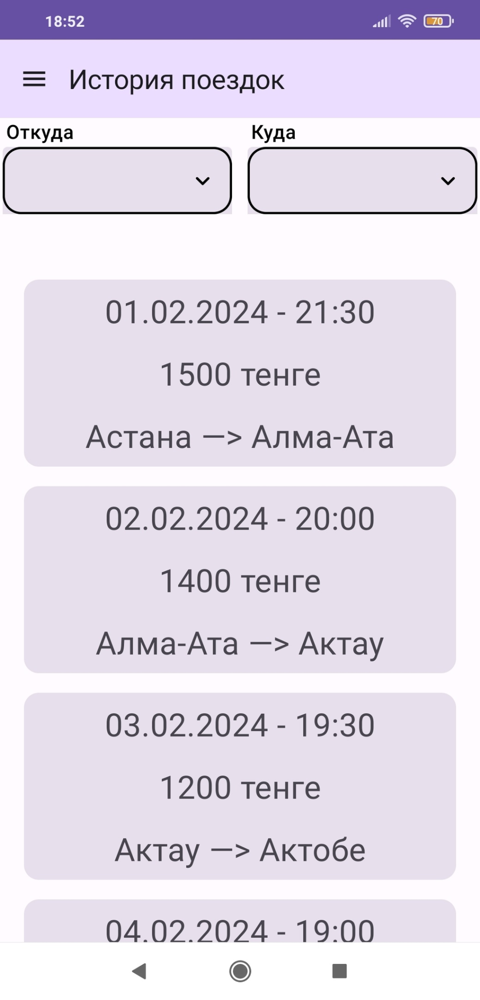 18:52
70
История поездок
Откуда
Куда
01.02.2024 - 21:30
1500 тенге
Астана —> Алма-Ата
02.02.2024 - 20:00
1400 тенге
Алма-Ата —> Актау
03.02.2024 - 19:30
1200 тенге
Актау —> Актобе
04.02.2024 - 19:00